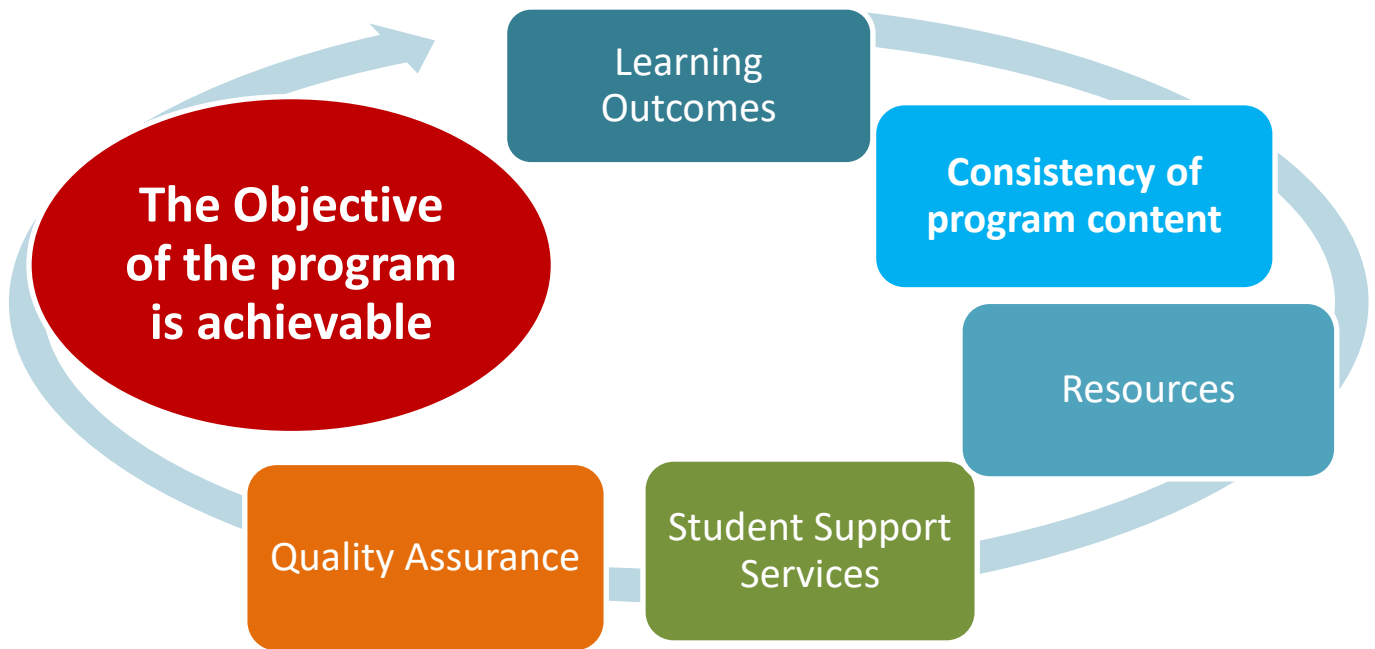 Learning
Outcomes
Consistency of
program content
The Objective
of the program
is achievable
Resources
Student Support
Services
Quality Assurance